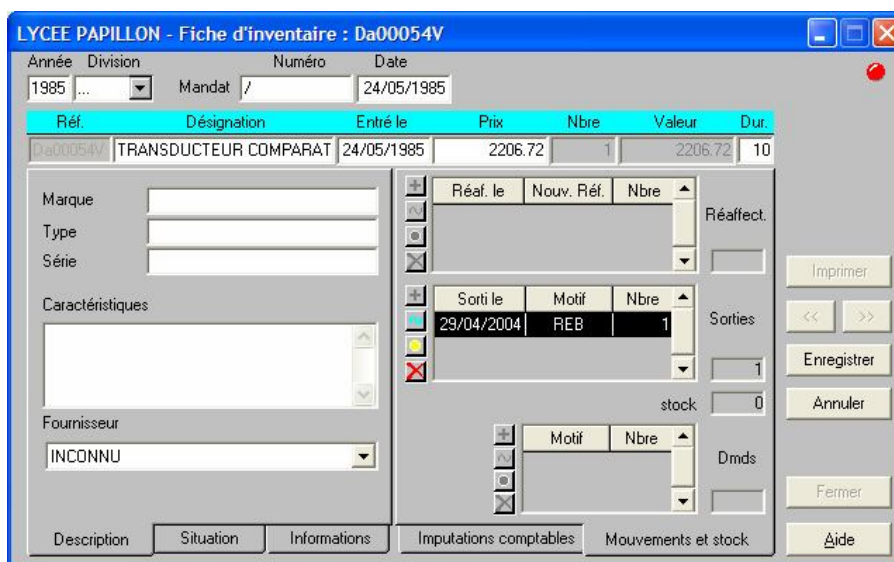 LYCEE PAPILLON - Fiche d'inventaire : Da00054V
Année Division Numéro Date
1985 ... Mandat / 24/05/1985
Réf. Désignation Entré le Prix Nbre Valeur Dur.
Da00054V TRANSDUCTEUR COMPARAT 24/05/1985 2206.72 1 2206.72 10
Marque
Type
Série
Caractéristiques
Fournisseur
INCONNU
Réaf. le Nouv. Réf. Nbre
Réaffect.
Sorti le Motif Nbre
29/04/2004 REB 1
Sorties
1
stock 0
Motif Nbre
Dmds
Imprimer
<< >>
Enregistrer
Annuler
Fermer
Aide
Description Situation Informations Imputations comptables Mouvements et stock